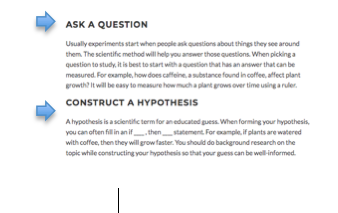 ASK A QUESTION
Usually experiments start when people ask questions about things they see around
them. The scientific method will help you answer those questions. When picking a
question to study, it is best to start with a question that has an answer that can be
measured. For example, how does caffeine, a substance found in coffee, affect plant
growth? It will be easy to measure how much a plant grows over time using a ruler.
CONSTRUCT A HYPOTHESIS
A hypothesis is a scientific term for an educated guess. When forming your hypothesis,
you can often fill in an if ___, then ___ statement. For example, if plants are watered
with coffee, then they will grow faster. You should do background research on the
topic while constructing your hypothesis so that your guess can be well-informed.